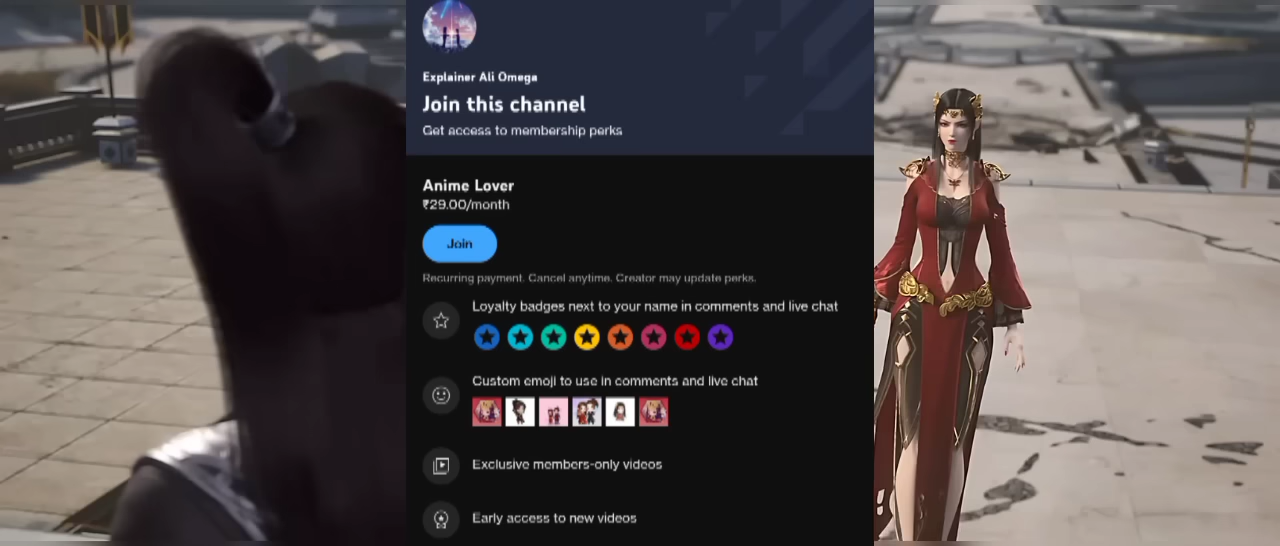 Explainer Ali Omega
Join this channel
Get access to membership perks
Anime Lover
₹29.00/month
Join
Recurring payment. Cancel anytime. Creator may update perks.
Loyalty badges next to your name in comments and live chat
Custom emoji to use in comments and live chat
Exclusive members-only videos
Early access to new videos